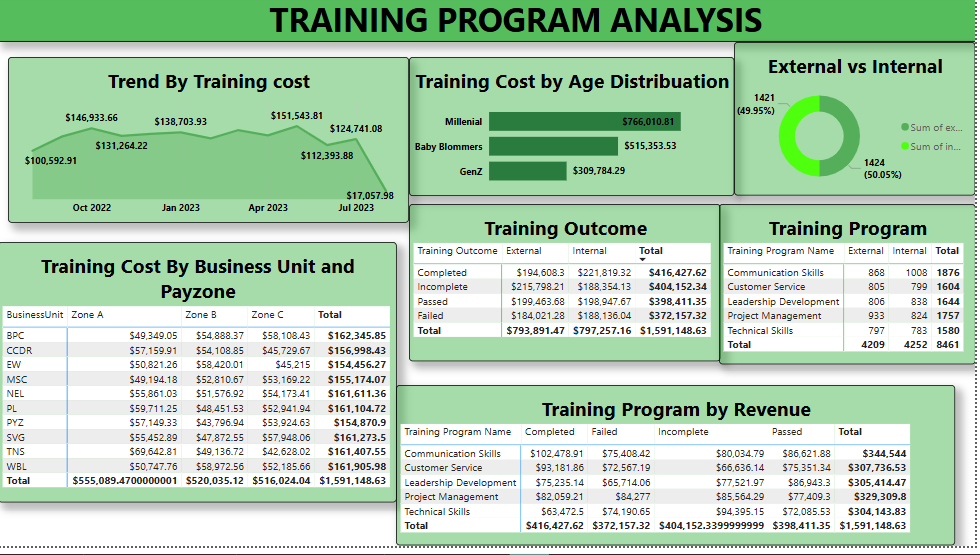 TRAINING PROGRAM ANALYSIS
Trend By Training cost
$100,592.91
$146,933.66
$131,264.22
$138,703.93
$151,543.81
$112,393.88
$124,741.08
$17,057.98
Oct 2022 Jan 2023 Apr 2023 Jul 2023
Training Cost by Age Distribuation
Millenial $766,010.81
Baby Blommers $515,353.53
GenZ $309,784.29
External vs Internal
1421
(49.95%)
1424
(50.05%)
Sum of ex...
Sum of in...
Training Outcome
Training Outcome External Internal Total
Completed $194,608.3 $221,819.32 $416,427.62
Incomplete $215,798.21 $188,354.13 $404,152.34
Passed $199,463.68 $198,947.67 $398,411.35
Failed $184,021.28 $188,136.04 $372,157.32
Total $793,891.47 $797,257.16 $1,591,148.63
Training Program
Training Program Name External Internal Total
Communication Skills 868 1008 1876
Customer Service 805 799 1604
Leadership Development 806 838 1644
Project Management 933 824 1757
Technical Skills 797 783 1580
Total 4209 4252 8461
Training Cost By Business Unit and
Payzone
BusinessUnit Zone A Zone B Zone C Total
BPC $49,349.05 $54,888.37 $58,108.43 $162,345.85
CCDR $57,159.91 $54,108.85 $45,729.67 $156,998.43
EW $50,821.26 $58,420.01 $45,215 $154,456.27
MSC $49,194.18 $52,810.67 $53,169.22 $155,174.07
NEL $55,861.03 $51,576.92 $54,173.41 $161,611.36
PL $59,711.25 $48,451.53 $52,941.94 $161,104.72
PYZ $57,149.33 $43,796.94 $53,924.63 $154,870.9
SVG $55,452.89 $47,872.55 $57,948.06 $161,273.5
TNS $69,642.81 $49,136.72 $42,628.02 $161,407.55
WBL $50,747.76 $58,972.56 $52,185.66 $161,905.98
Total $555,089.4700000001 $520,035.12 $516,024.04 $1,591,148.63
Training Program by Revenue
Training Program Name Completed Failed Incomplete Passed Total
Communication Skills $102,478.91 $75,408.42 $80,034.79 $86,621.88 $344,544
Customer Service $93,181.86 $72,567.19 $66,636.14 $75,351.34 $307,736.53
Leadership Development $75,235.14 $65,714.06 $77,521.97 $86,943.3 $305,414.47
Project Management $82,059.21 $84,277 $85,564.29 $77,409.3 $329,309.8
Technical Skills $63,472.5 $74,190.65 $94,395.15 $72,085.53 $304,143.83
Total $416,427.62 $372,157.32 $404,152.3399999999 $398,411.35 $1,591,148.63